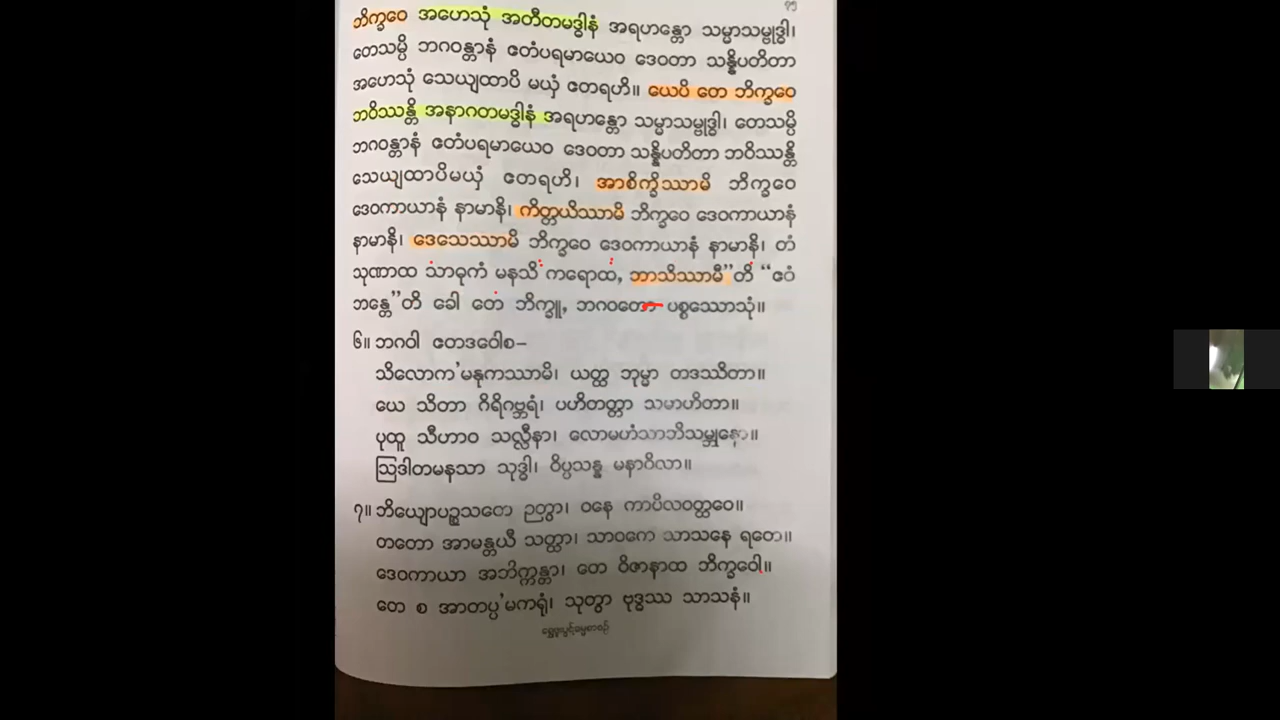 ၇၅
ဘိက္ခဝေ အဟေသုံ အတီတမဒ္ဓါနံ အရဟန္တော သမ္မာသမ္ဗုဒ္ဓါ၊
တေသမ္ပိ ဘဂဝန္တာနံ ဧတံပရမာယေဝ ဒေဝတာ သန္နိပတိတာ
အဟေသုံ သေယျထာပိ မယှံ ဧတရဟိ။ ယေပိ တေ ဘိက္ခဝေ
ဘဝိဿန္တိ အနာဂတမဒ္ဓါနံ အရဟန္တော သမ္မာသမ္ဗုဒ္ဓါ၊ တေသမ္ပိ
ဘဂဝန္တာနံ ဧတံပရမာယေဝ ဒေဝတာ သန္နိပတိတာ ဘဝိဿန္တိ
သေယျထာပိမယှံ ဧတရဟိ၊ အာစိက္ခိဿာမိ ဘိက္ခဝေ
ဒေဝကာယာနံ နာမာနိ၊ ကိတ္တယိဿာမိ ဘိက္ခဝေ ဒေဝကာယာနံ
နာမာနိ၊ ဒေသေဿာမိ ဘိက္ခဝေ ဒေဝကာယာနံ နာမာနိ၊ တံ
သုဏာထ သာဓုကံ မနသိ ကရောထ, ဘာသိဿာမီ”တိ “ဧဝံ
ဘန္တေ”တိ ခေါ တေ ဘိက္ခူ, ဘဂဝတော ပစ္စဿောသုံ။
၆။ ဘဂဝါ ဧတဒဝေါစ–
သိလောက'မနုကဿာမိ၊ ယတ္ထ ဘုမ္မာ တဒဿိတာ။
ယေ သိတာ ဂိရိဂဗ္ဘရံ၊ ပဟိတတ္တာ သမာဟိတာ။
ပုထူ သီဟာဝ သလ္လီနာ၊ လောမဟံသာဘိသမ္ဘုနော။
ဩဒါတမနသာ သုဒ္ဓါ၊ ဝိပ္ပသန္န မနာဝိလာ။
၇။ ဘိယျောပဉ္စသတေ ဉတွာ၊ ဝနေ ကာပိလဝတ္ထဝေ။
တတော အာမန္တယီ သတ္ထာ၊ သာဝကေ သာသနေ ရတေ။
ဒေဝကာယာ အဘိက္ကန္တာ၊ တေ ဝိဇာနာထ ဘိက္ခဝေါ။
တေ စ အာတပ္ပ'မကရုံ၊ သုတွာ ဗုဒ္ဓဿ သာသနံ။